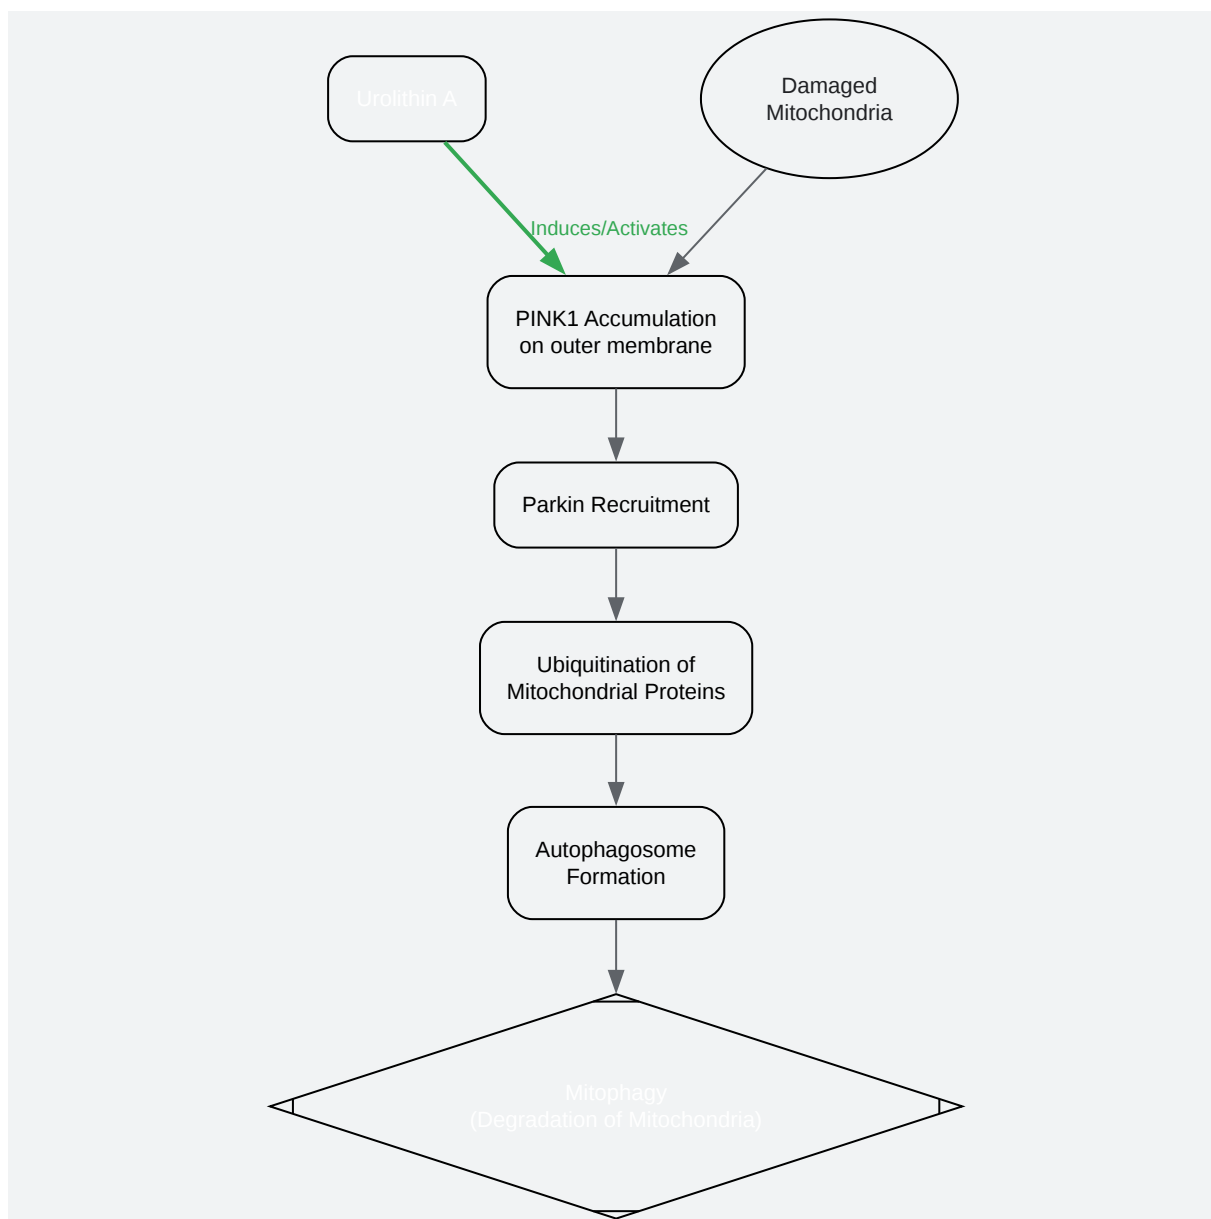 Urolithin A
Damaged
Mitochondria
Induces/Activates
PINK1 Accumulation
on outer membrane
Parkin Recruitment
Ubiquitination of
Mitochondrial Proteins
Autophagosome
Formation
Mitophagy
(Degradation of Mitochondria)